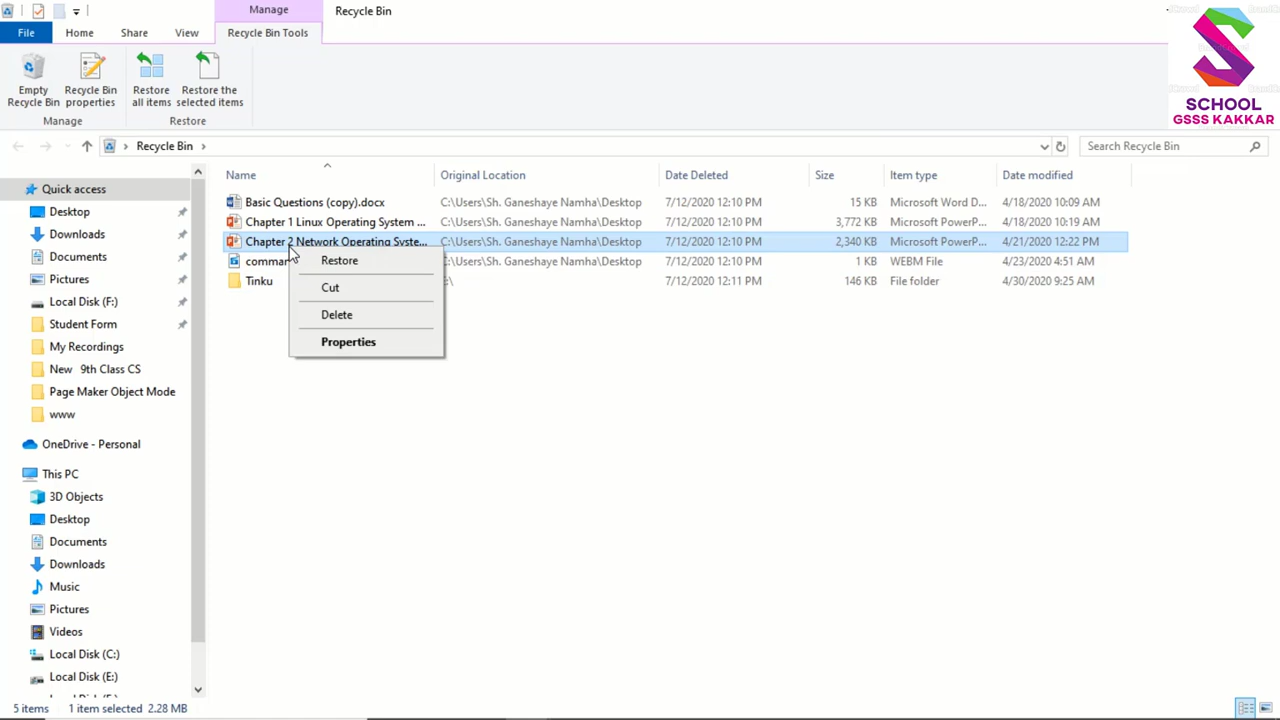 Manage
Recycle Bin
File
Home
Share
View
Recycle Bin Tools
Empty
Recycle Bin
Recycle Bin
properties
Restore
all items
Restore the
selected items
Manage
Restore
SCHOOL
GSSS KAKKAR
Recycle Bin
Search Recycle Bin
Name
Original Location
Date Deleted
Size
Item type
Date modified
Basic Questions (copy).docx C:\Users\Sh. Ganeshaye Namha\Desktop 7/12/2020 12:10 PM 15 KB Microsoft Word D... 4/18/2020 10:09 AM
Chapter 1 Linux Operating System ... C:\Users\Sh. Ganeshaye Namha\Desktop 7/12/2020 12:10 PM 3,772 KB Microsoft PowerP... 4/18/2020 10:19 AM
Chapter 2 Network Operating Syste... C:\Users\Sh. Ganeshaye Namha\Desktop 7/12/2020 12:10 PM 2,340 KB Microsoft PowerP... 4/21/2020 12:22 PM
C:\Users\Sh. Ganeshaye Namha\Desktop 7/12/2020 12:10 PM 1 KB WEBM File 4/23/2020 4:51 AM
Tinku 7/12/2020 12:11 PM 146 KB File folder 4/30/2020 9:25 AM
Restore
Cut
Delete
Properties
Quick access
Desktop
Downloads
Documents
Pictures
Local Disk (F:)
Student Form
My Recordings
New 9th Class CS
Page Maker Object Mode
www
OneDrive - Personal
This PC
3D Objects
Desktop
Documents
Downloads
Music
Pictures
Videos
Local Disk (C:)
Local Disk (E:)
5 items 1 item selected 2.28 MB